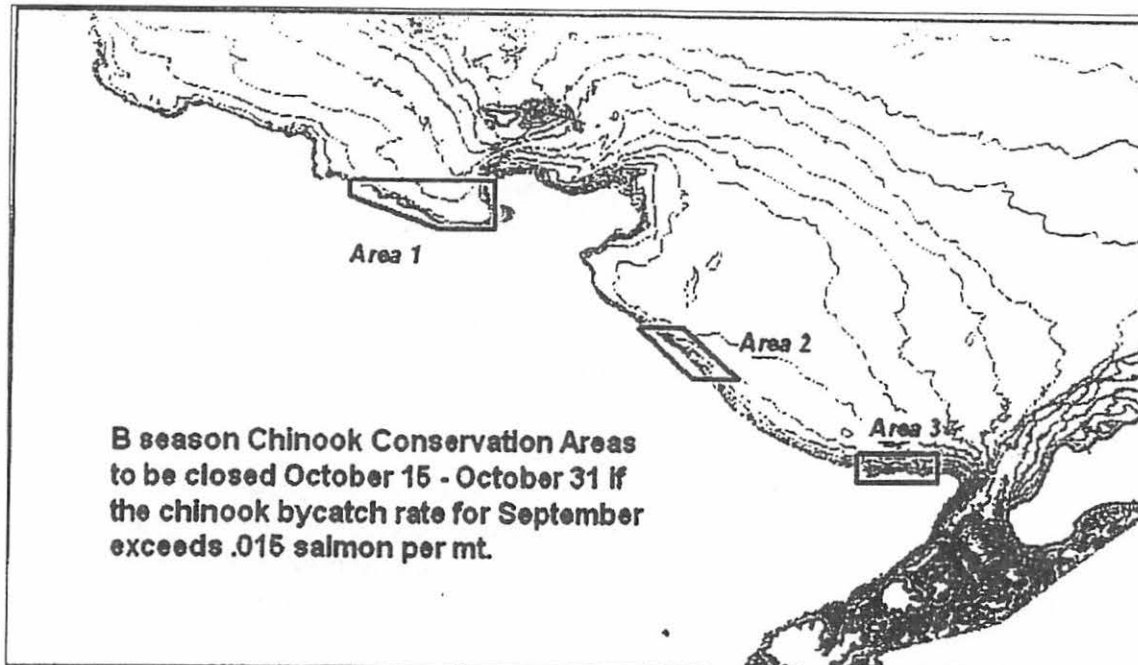 Area 1
Area 2
Area 3
B season Chinook Conservation Areas
to be closed October 15 - October 31 if
the chinook bycatch rate for September
exceeds .015 salmon per mt.